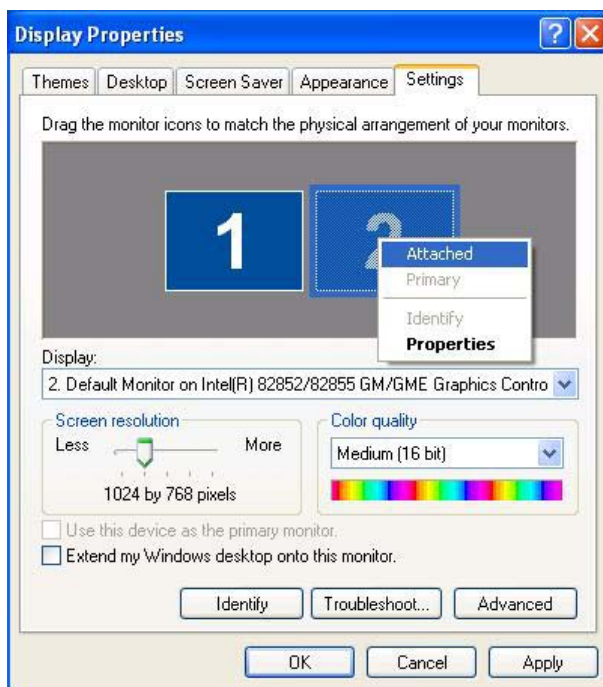 Display Properties
Themes Desktop Screen Saver Appearance Settings
Drag the monitor icons to match the physical arrangement of your monitors.
1 2
Attached
Primary
Identify
Properties
Display:
2. Default Monitor on Intel(R) 82852/82855 GM/GME Graphics Contro
Screen resolution
Less More
1024 by 768 pixels
Color quality
Medium (16 bit)
Use this device as the primary monitor.
Extend my Windows desktop onto this monitor.
Identify Troubleshoot... Advanced
OK Cancel Apply